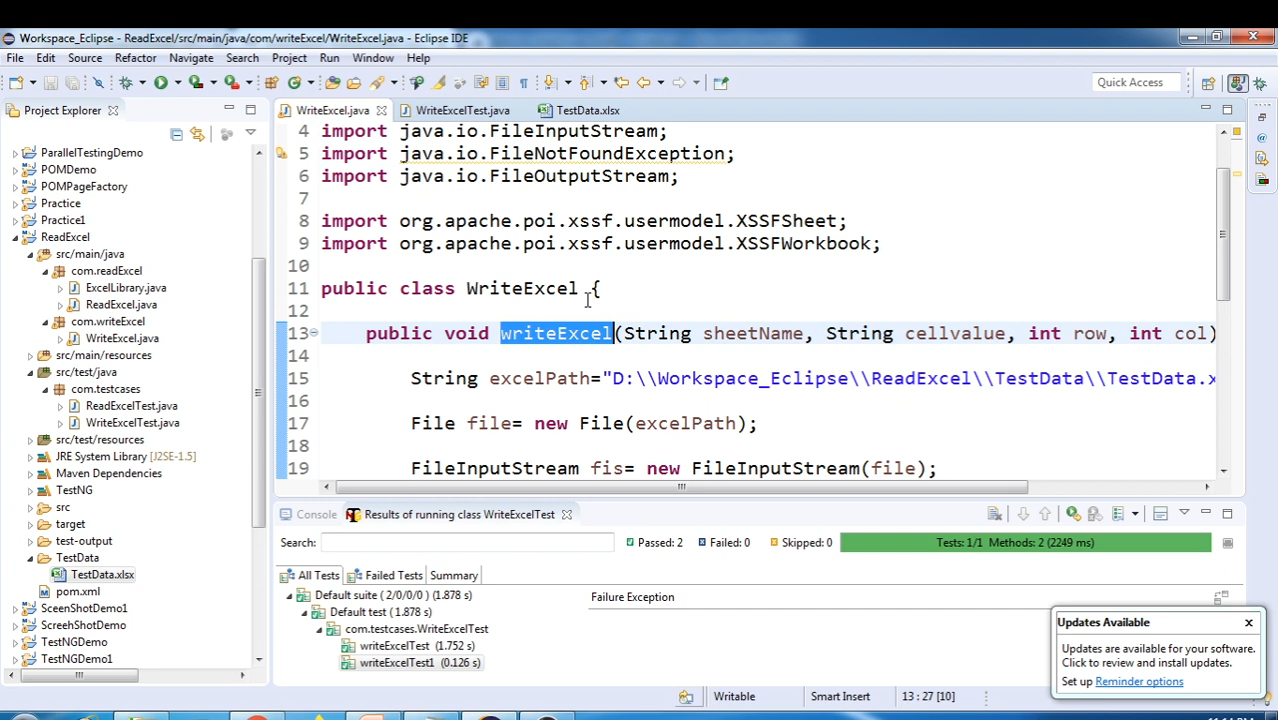 Workspace_Eclipse - ReadExcel/src/main/java/com/writeExcel/WriteExcel.java - Eclipse IDE
File Edit Source Refactor Navigate Search Project Run Window Help
Quick Access
Project Explorer
ParallelTestingDemo
POMDemo
POMPageFactory
Practice
Practice1
ReadExcel
src/main/java
com.readExcel
ExcelLibrary.java
ReadExcel.java
com.writeExcel
WriteExcel.java
src/main/resources
src/test/java
com.testcases
ReadExcelTest.java
WriteExcelTest.java
src/test/resources
JRE System Library [J2SE-1.5]
Maven Dependencies
TestNG
src
target
test-output
TestData
TestData.xlsx
pom.xml
SceenShotDemo1
ScreehShotDemo
TestNGDemo
TestNGDemo1
WriteExcel.java WriteExcelTest.java TestData.xlsx
4 import java.io.FileInputStream;
5 import java.io.FileNotFoundException;
6 import java.io.FileOutputStream;
7
8 import org.apache.poi.xssf.usermodel.XSSFSheet;
9 import org.apache.poi.xssf.usermodel.XSSFWorkbook;
10
11 public class WriteExcel {
12
13 public void writeExcel(String sheetName, String cellvalue, int row, int col)
14
15 String excelPath="D:\\Workspace_Eclipse\\ReadExcel\\TestData\\TestData.x
16
17 File file= new File(excelPath);
18
19 FileInputStream fis= new FileInputStream(file);
Console Results of running class WriteExcelTest
Search: Passed: 2 Failed: 0 Skipped: 0 Tests: 1/1 Methods: 2 (2249 ms)
All Tests Failed Tests Summary
Default suite ( 2/0/0/0 ) (1.878 s)
Default test ( 1.878 s)
com.testcases.WriteExcelTest
writeExcelTest (1.752 s)
writeExcelTest1 (0.126 s)
Failure Exception
Updates Available
Updates are available for your software.
Click to review and install updates.
Set up Reminder options
Writable Smart Insert 13 : 27 [10]